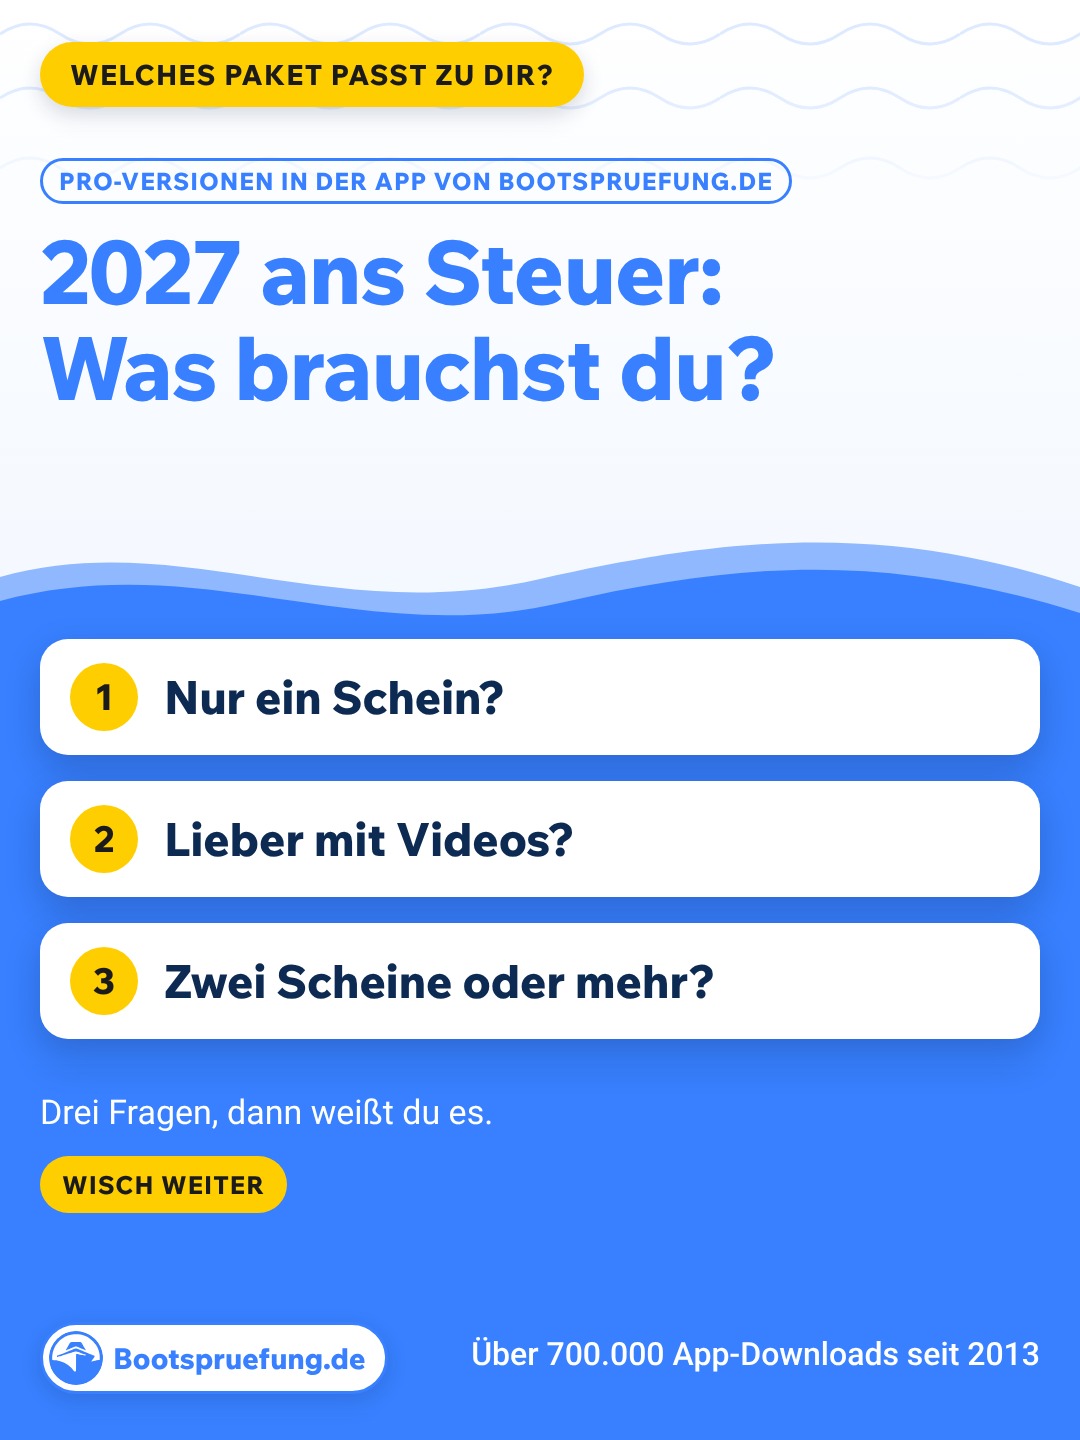 WELCHES PAKET PASST ZU DIR?
PRO-VERSIONEN IN DER APP VON BOOTSPRUEFUNG.DE
2027 ans Steuer:
Was brauchst du?
1 Nur ein Schein?
2 Lieber mit Videos?
3 Zwei Scheine oder mehr?
Drei Fragen, dann weißt du es.
WISCH WEITER
Bootspruefung.de
Über 700.000 App-Downloads seit 2013